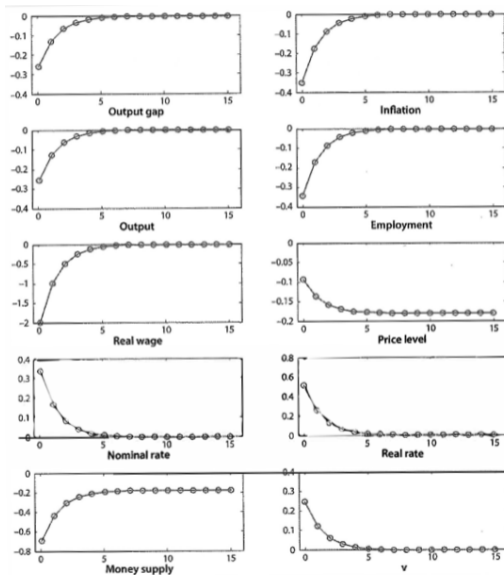 0
-0.1
-0.2
-0.3
-0.4
0 5 10 15
Output gap
0
-0.1
-0.2
-0.3
-0.4
0 5 10 15
Inflation
0
-0.1
-0.2
-0.3
-0.4
0 5 10 15
Output
0
-0.1
-0.2
-0.3
-0.4
0 5 10 15
Employment
0
-0.5
-1
-1.5
-2
0 5 10 15
Real wage
0
-0.05
-0.1
-0.15
-0.2
0 5 10 15
Price level
0.4
0.3
0.2
0.1
0
0 5 10 15
Nominal rate
0.8
0.6
0.4
0.2
0
0 5 10 15
Real rate
0
-0.2
-0.4
-0.6
-0.8
0 5 10 15
Money supply
0.4
0.3
0.2
0.1
0
0 5 10 15
v